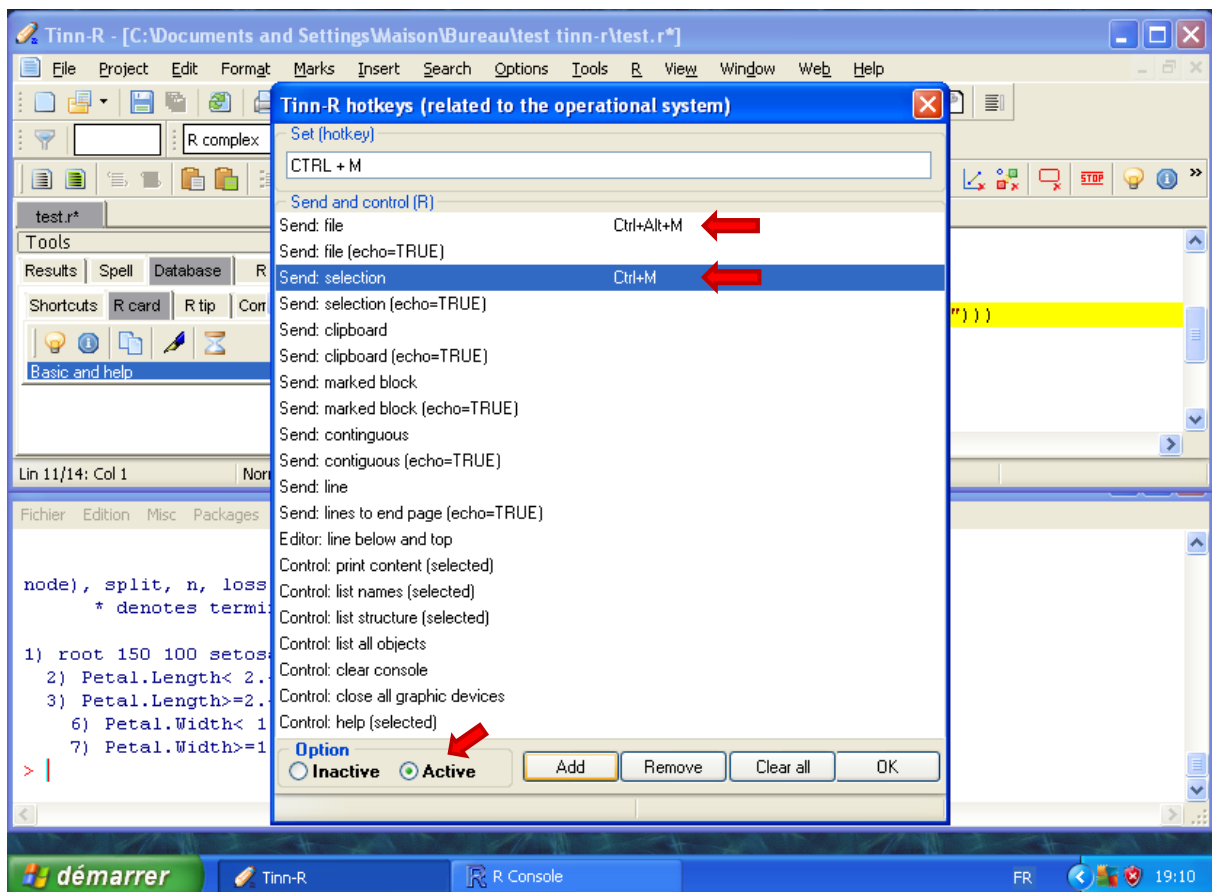 Tinn-R - [C:\Documents and Settings\Maison\Bureau\test tinn-r\test.r*]
File Project Edit Format Marks Insert Search Options Tools R View Window Web Help
Tinn-R hotkeys (related to the operational system)
Set (hotkey)
R complex
CTRL + M
STOP
Send and control (R)
test.r*
Send: file Ctrl+Alt+M
Tools
Send: file (echo=TRUE)
Results Spell Database R
Send: selection Ctrl+M
Shortcuts R card R tip
Send: selection (echo=TRUE)
")))
Send: clipboard
Send: clipboard (echo=TRUE)
Basic and help
Send: marked block
Send: marked block (echo=TRUE)
Send: continguous
Send: contiguous (echo=TRUE)
Lin 11/14: Col 1
Send: line
Send: lines to end page (echo=TRUE)
Fichier Edition Misc Packages
Editor: line below and top
Control: print content (selected)
node), split, n, loss
Control: list names (selected)
* denotes termi
Control: list structure (selected)
Control: list all objects
1) root 150 100 setos
Control: clear console
2) Petal.Length< 2.
Control: close all graphic devices
3) Petal.Length>=2.
Control: help (selected)
6) Petal.Width< 1
7) Petal.Width>=1
Option
Inactive Active Add Remove Clear all OK
>
démarrer Tinn-R R Console FR 19:10